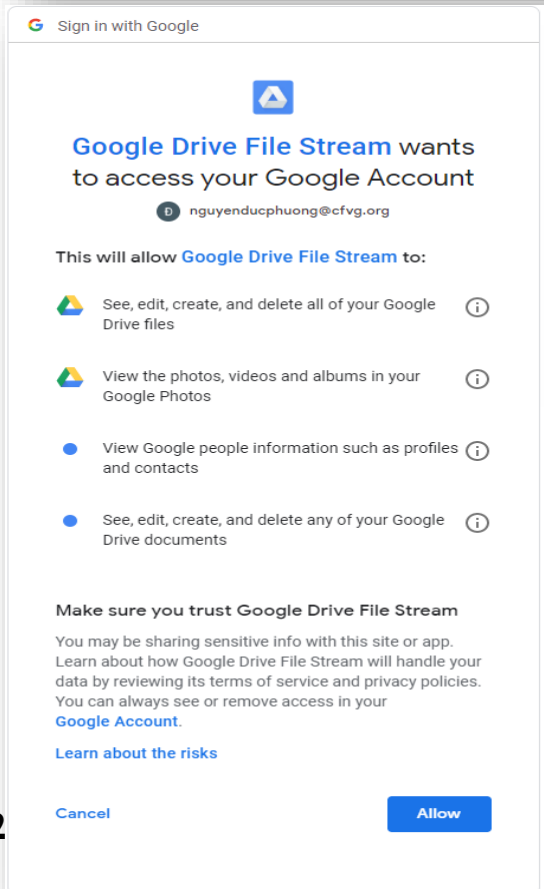 Sign in with Google
Google Drive File Stream wants
to access your Google Account
Đ nguyenducphuong@cfvg.org
This will allow Google Drive File Stream to:
See, edit, create, and delete all of your Google
Drive files
View the photos, videos and albums in your
Google Photos
View Google people information such as profiles
and contacts
See, edit, create, and delete any of your Google
Drive documents
Make sure you trust Google Drive File Stream
You may be sharing sensitive info with this site or app.
Learn about how Google Drive File Stream will handle your
data by reviewing its terms of service and privacy policies.
You can always see or remove access in your
Google Account.
Learn about the risks
2
Cancel Allow